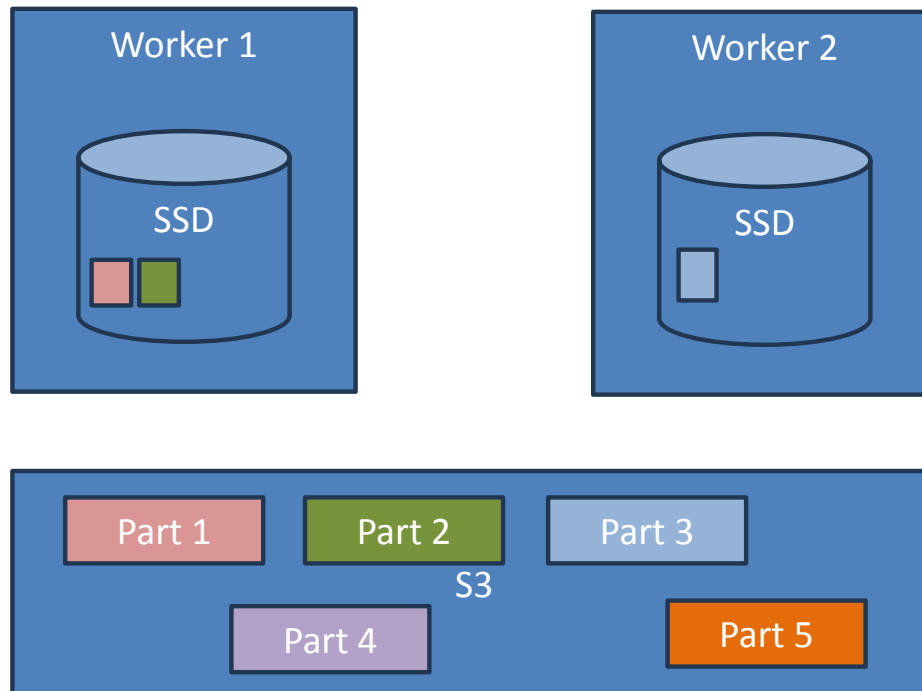 Worker 1
SSD
Worker 2
SSD
Part 1
Part 2
Part 3
S3
Part 4
Part 5